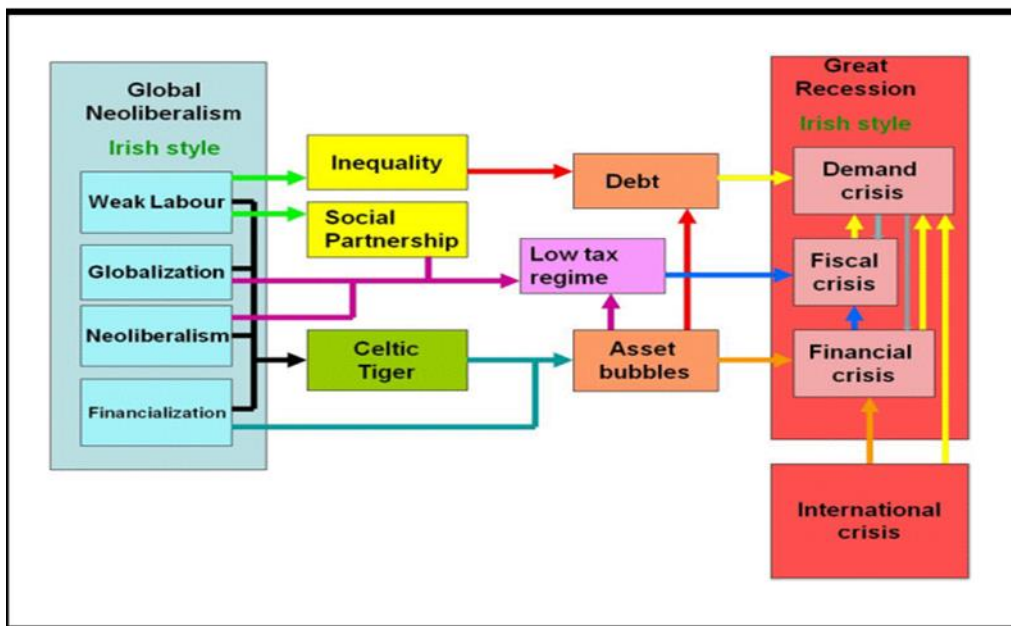 Global
Neoliberalism
Irish style
Weak Labour
Globalization
Neoliberalism
Financialization
Inequality
Social
Partnership
Celtic
Tiger
Low tax
regime
Debt
Asset
bubbles
Great
Recession
Irish style
Demand
crisis
Fiscal
crisis
Financial
crisis
International
crisis